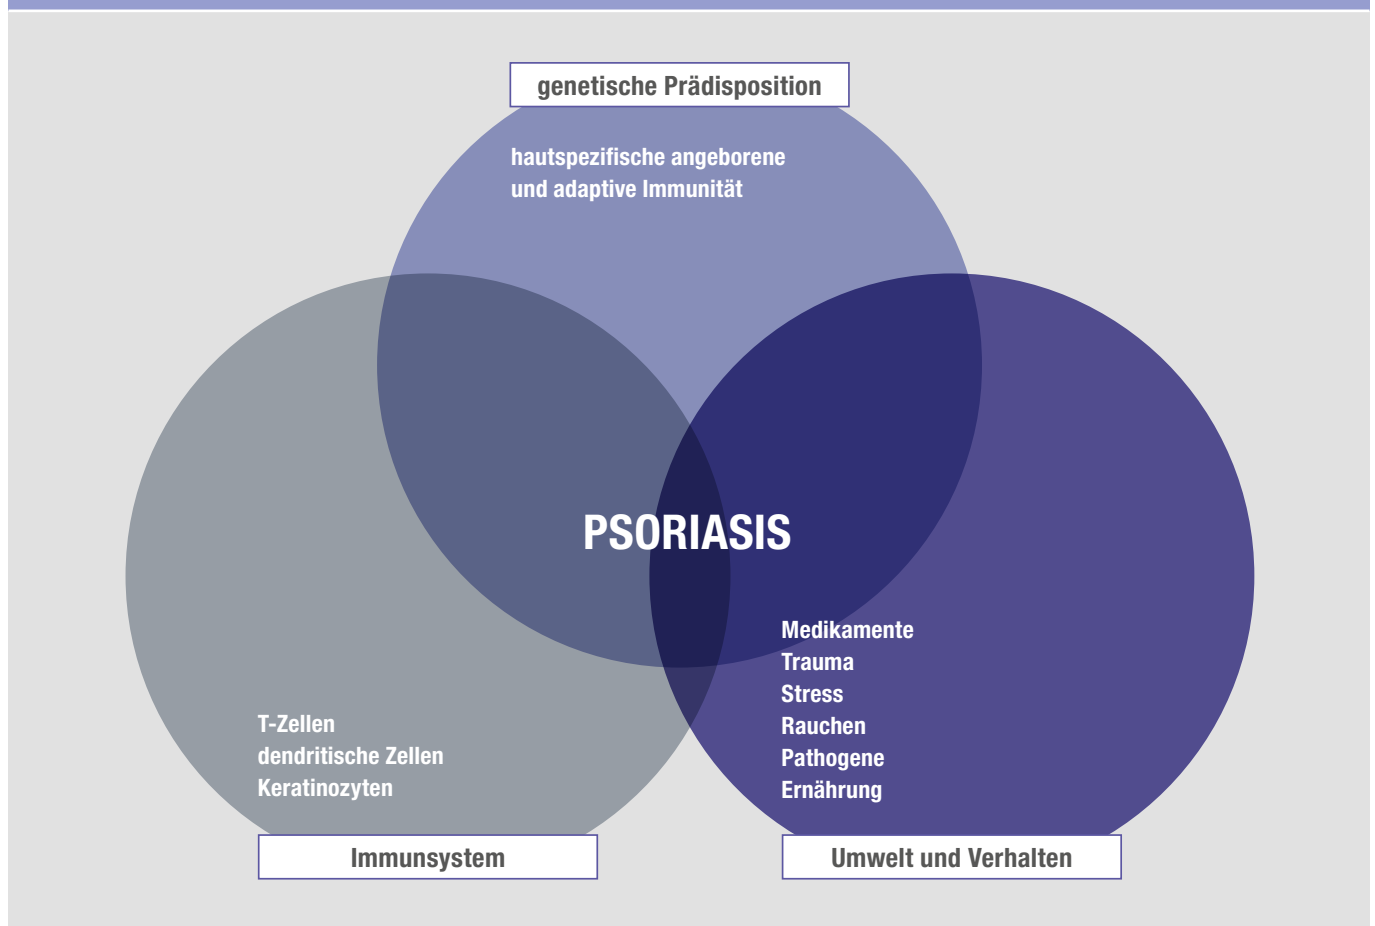 genetische Prädisposition
hautspezifische angeborene
und adaptive Immunität
PSORIASIS
Medikamente
Trauma
Stress
Rauchen
Pathogene
Ernährung
T-Zellen
dendritische Zellen
Keratinozyten
Immunsystem
Umwelt und Verhalten